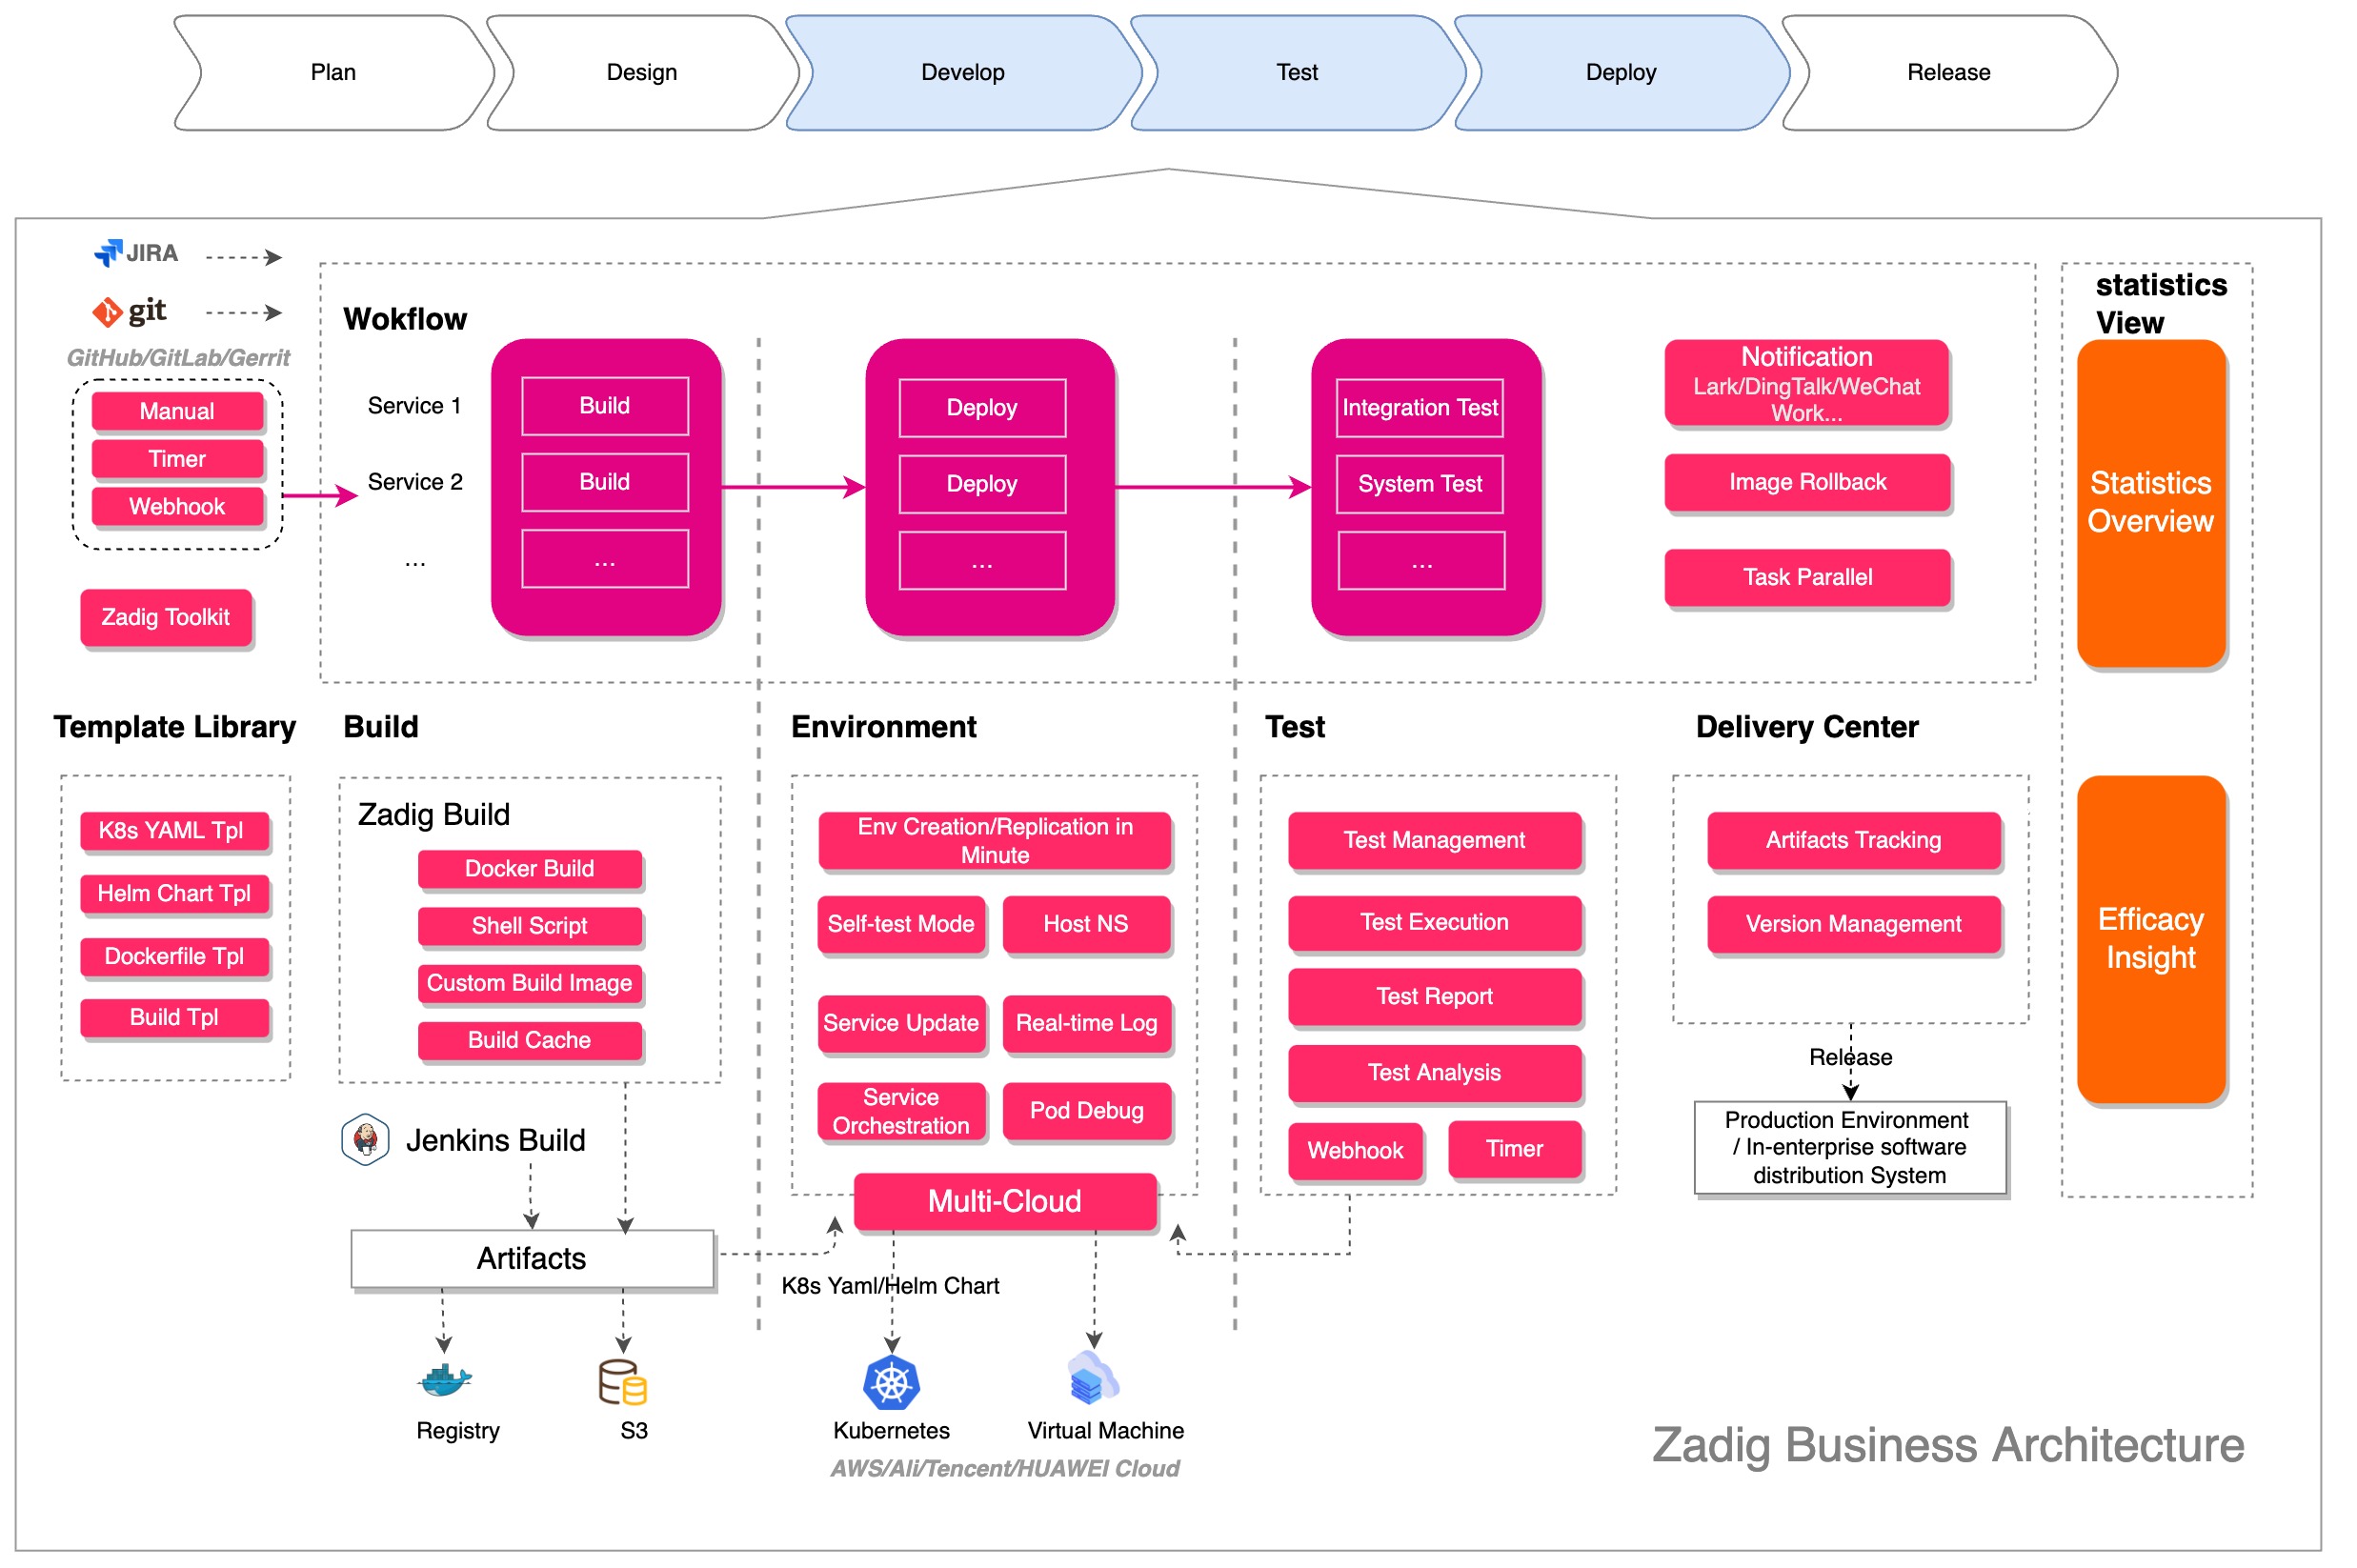 Plan
Design
Develop
Test
Deploy
Release
JIRA
git
GitHub/GitLab/Gerrit
Manual
Timer
Webhook
Zadig Toolkit
Wokflow
Service 1
Service 2
...
Build
Build
...
Deploy
Deploy
...
Integration Test
System Test
...
Notification
Lark/DingTalk/WeChat
Work...
Image Rollback
Task Parallel
statistics
View
Statistics
Overview
Efficacy
Insight
Template Library
K8s YAML Tpl
Helm Chart Tpl
Dockerfile Tpl
Build Tpl
Build
Zadig Build
Docker Build
Shell Script
Custom Build Image
Build Cache
Jenkins Build
Artifacts
Registry
S3
Environment
Env Creation/Replication in
Minute
Self-test Mode
Host NS
Service Update
Real-time Log
Service
Orchestration
Pod Debug
Multi-Cloud
K8s Yaml/Helm Chart
Kubernetes
Virtual Machine
AWS/Ali/Tencent/HUAWEI Cloud
Test
Test Management
Test Execution
Test Report
Test Analysis
Webhook
Timer
Delivery Center
Artifacts Tracking
Version Management
Release
Production Environment
/ In-enterprise software
distribution System
Zadig Business Architecture